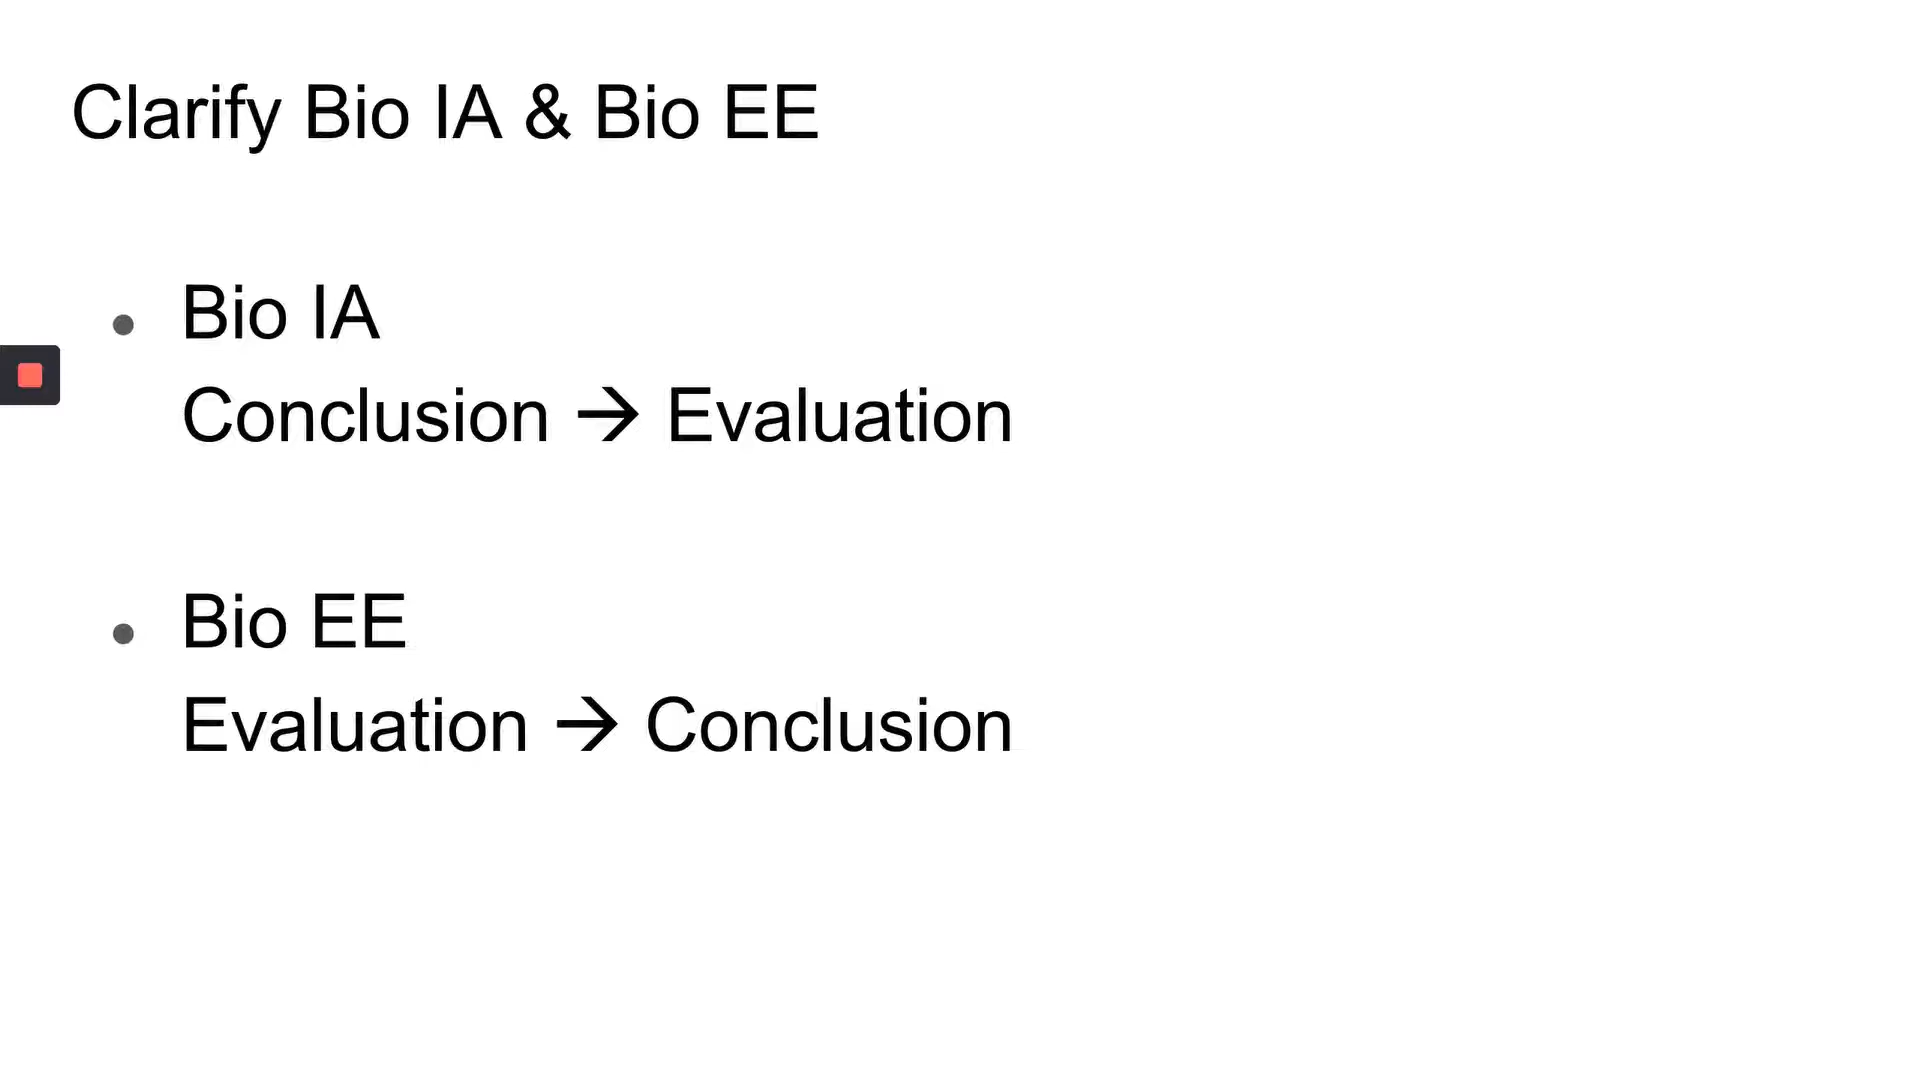 Clarify Bio IA & Bio EE
• Bio IA
Conclusion → Evaluation
• Bio EE
Evaluation → Conclusion